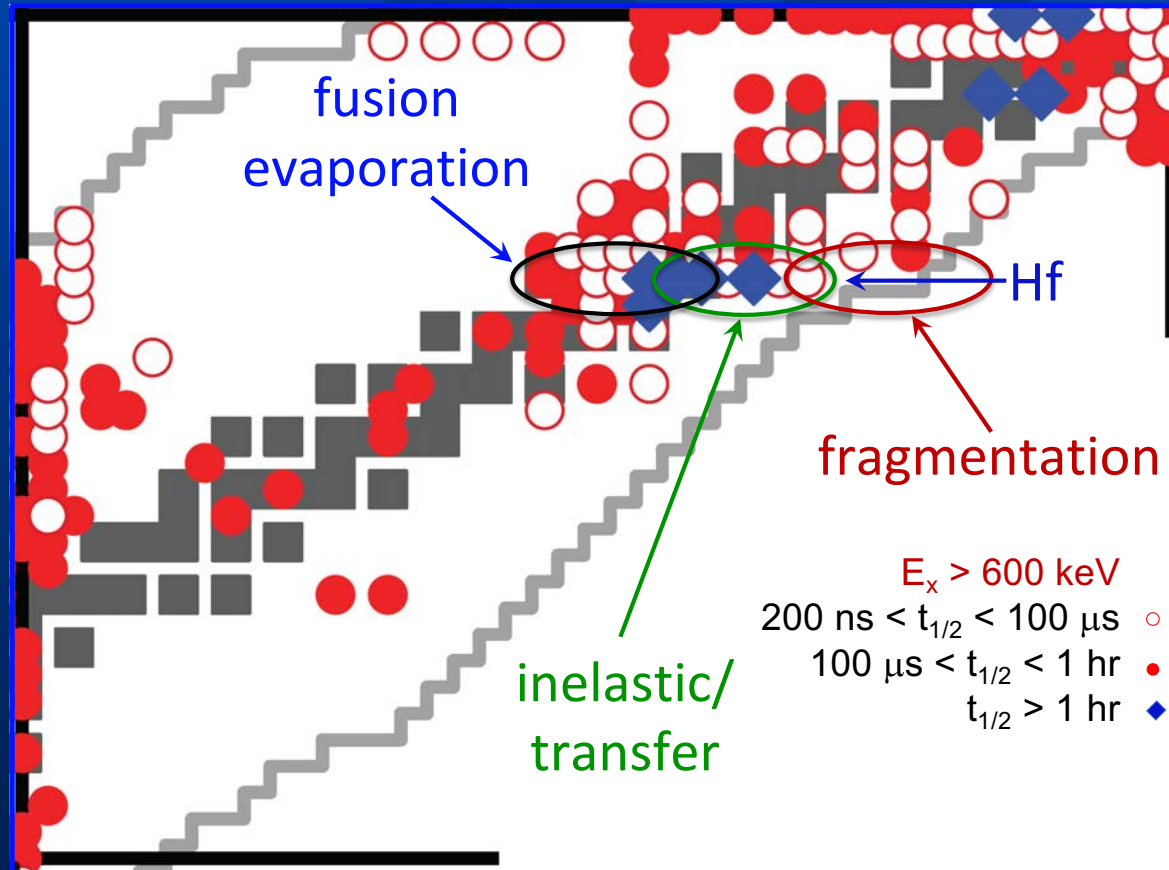 fusion
evaporation
Hf
fragmentation
Eₓ > 600 keV
200 ns < t₁/₂ < 100 μs
100 μs < t₁/₂ < 1 hr
t₁/₂ > 1 hr
inelastic/
transfer